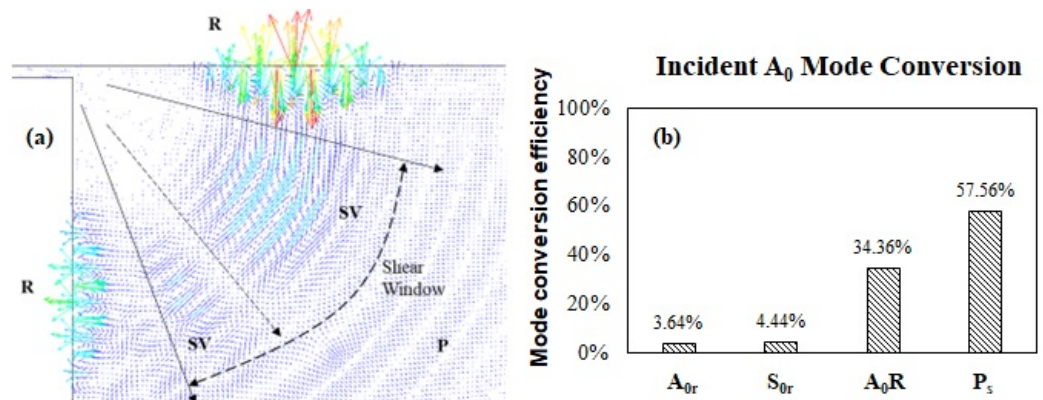 R
(a)
SV
Shear
Window
R
SV
P
Incident A₀ Mode Conversion
Mode conversion efficiency
100%
80%
60%
40%
20%
0%
(b)
3.64%
4.44%
34.36%
57.56%
A₀ᵣ
S₀ᵣ
A₀R
Pₛ